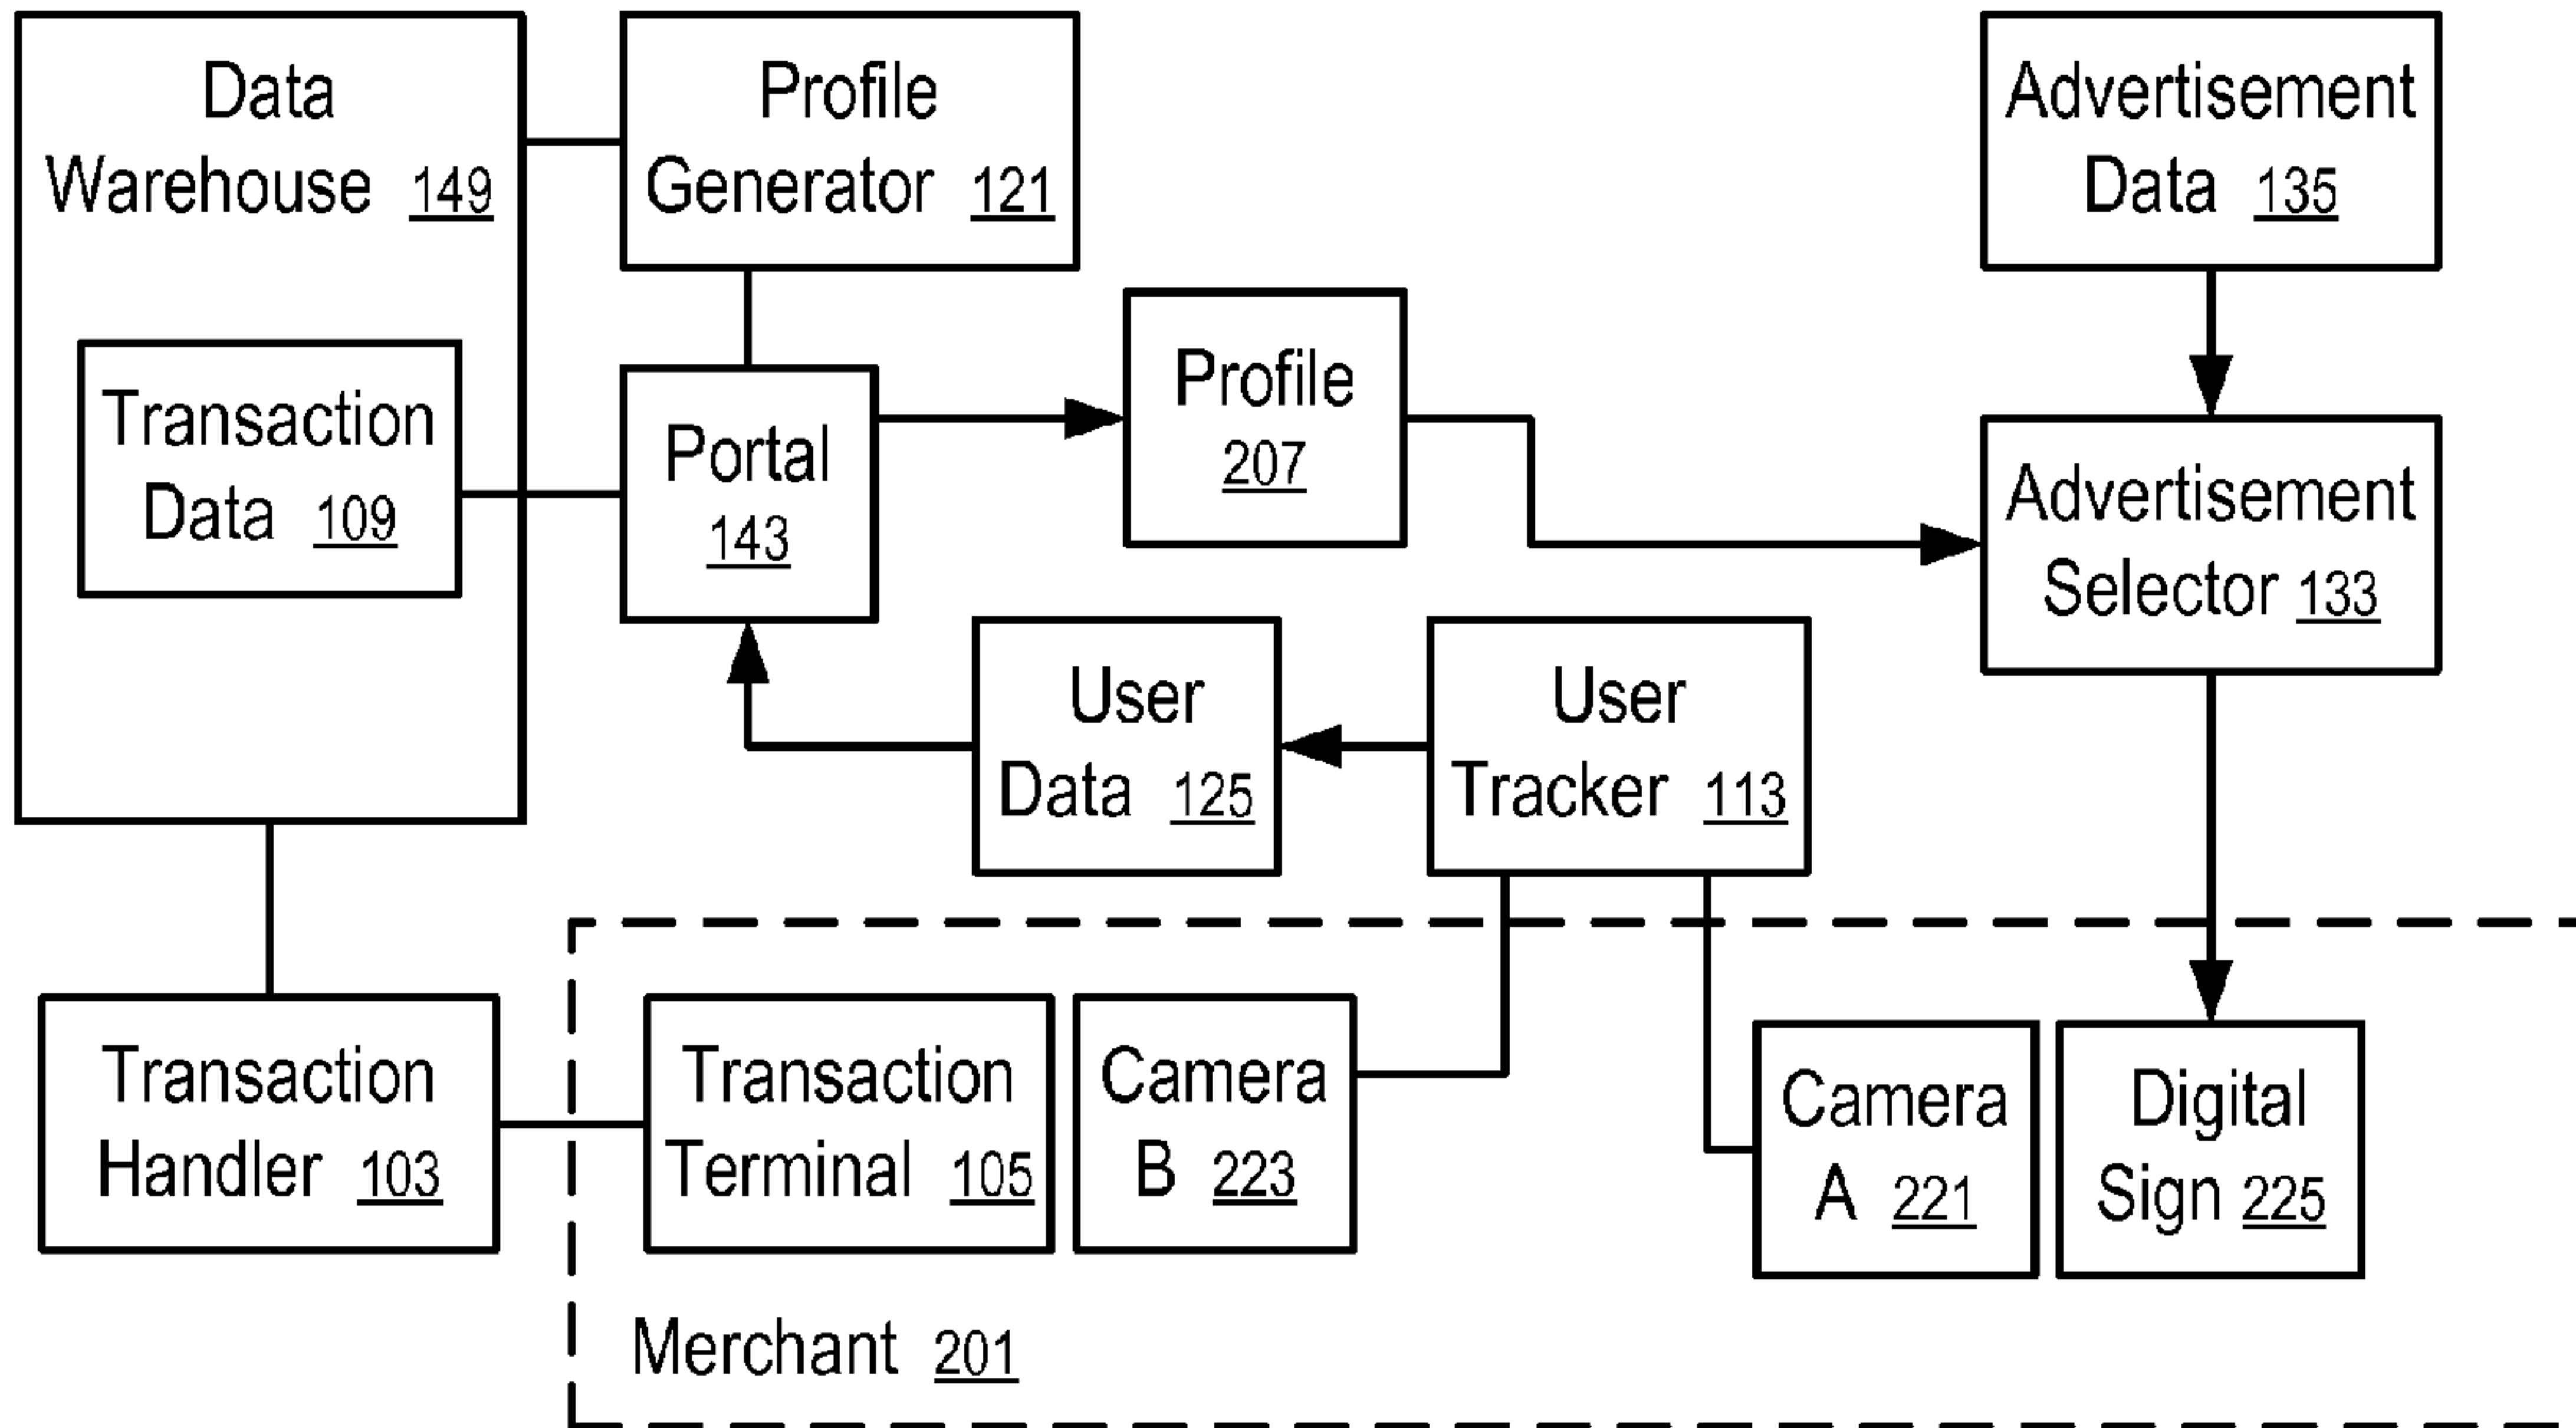 Data
Warehouse 149
Profile
Generator 121
Advertisement
Data 135
Transaction
Data 109
Portal
143
Profile
207
Advertisement
Selector 133
User
Data 125
User
Tracker 113
Transaction
Handler 103
Transaction
Terminal 105
Camera
B 223
Camera
A 221
Digital
Sign 225
Merchant 201